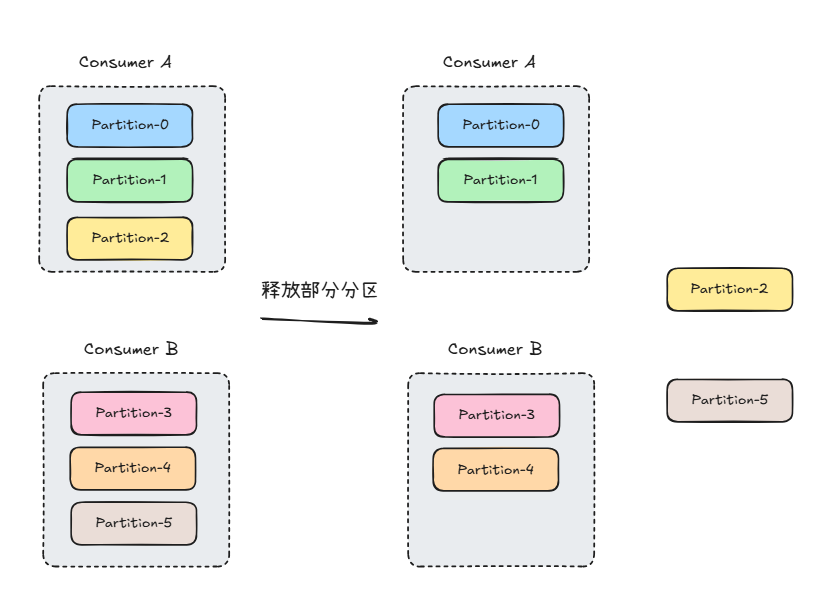 Consumer A
Partition-0
Partition-1
Partition-2
Consumer B
Partition-3
Partition-4
Partition-5
释放部分分区
Consumer A
Partition-0
Partition-1
Consumer B
Partition-3
Partition-4
Partition-2
Partition-5